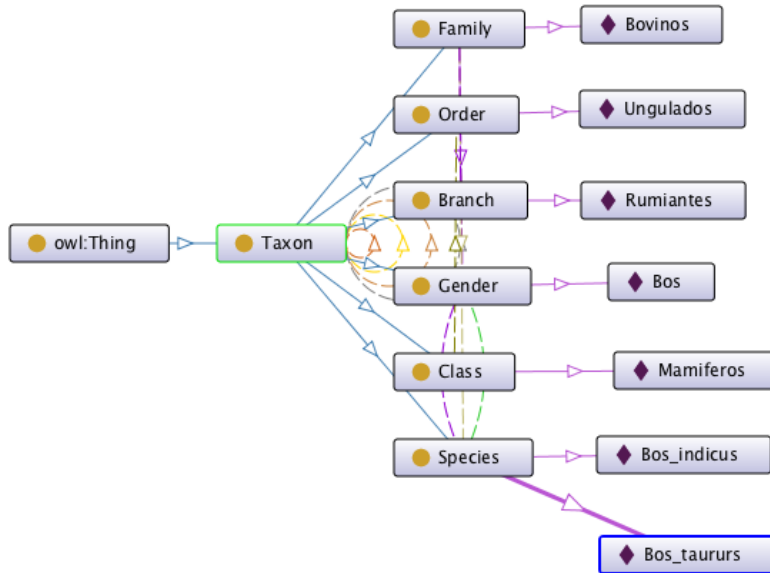 Family
Bovinos
Order
Ungulados
Branch
Rumiantes
owl:Thing
Taxon
Gender
Bos
Class
Mamiferos
Species
Bos_indicus
Bos_taururs